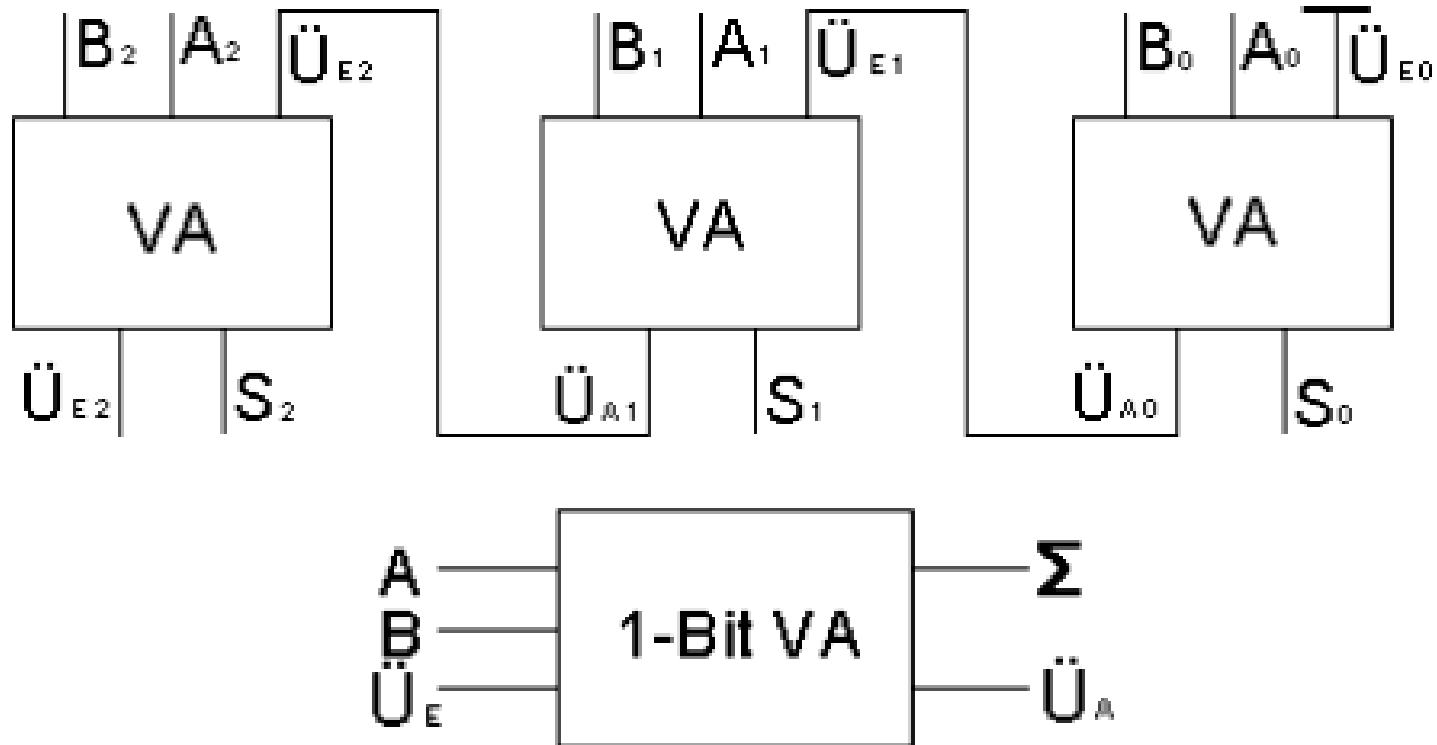 B2 A2 ÜE2 B1 A1 ÜE1 B0 A0 ÜE0
VA VA VA
ÜE2 S2 ÜA1 S1 ÜA0 S0
A Σ
B 1-Bit VA
ÜE ÜA